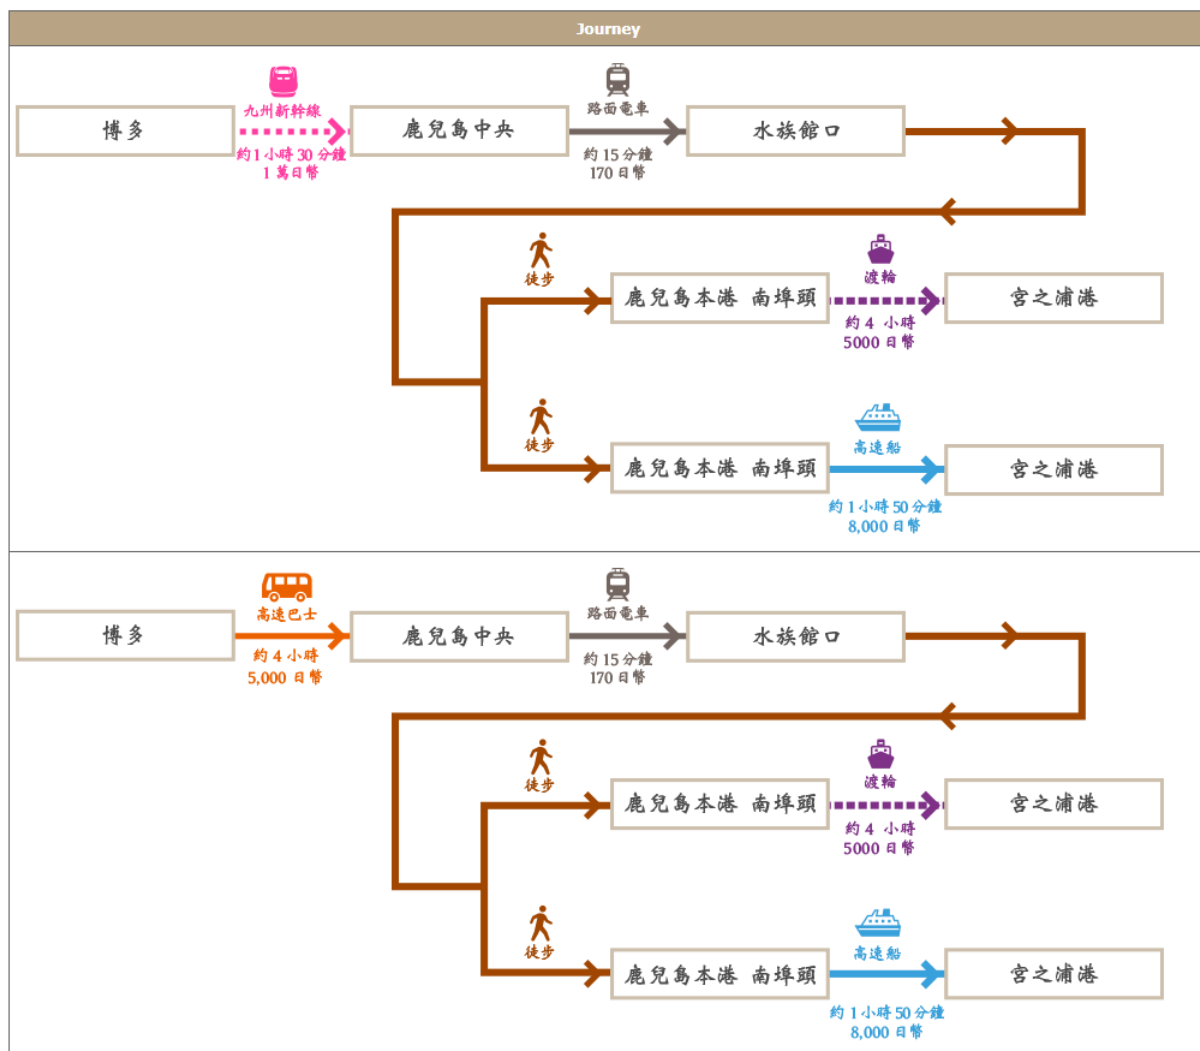 Journey
九州新幹線
路面電車
博多
鹿兒島中央
水族館口
約1小時30分鐘
1萬日幣
約15分鐘
170日幣
徒步
渡輪
鹿兒島本港 南埠頭
宮之浦港
約4 小時
5000日幣
徒步
高速船
鹿兒島本港 南埠頭
宮之浦港
約1小時50分鐘
8,000日幣
高速巴士
路面電車
博多
鹿兒島中央
水族館口
約4小時
5,000日幣
約15分鐘
170日幣
徒步
渡輪
鹿兒島本港 南埠頭
宮之浦港
約4 小時
5000日幣
徒步
高速船
鹿兒島本港 南埠頭
宮之浦港
約1小時50分鐘
8,000日幣